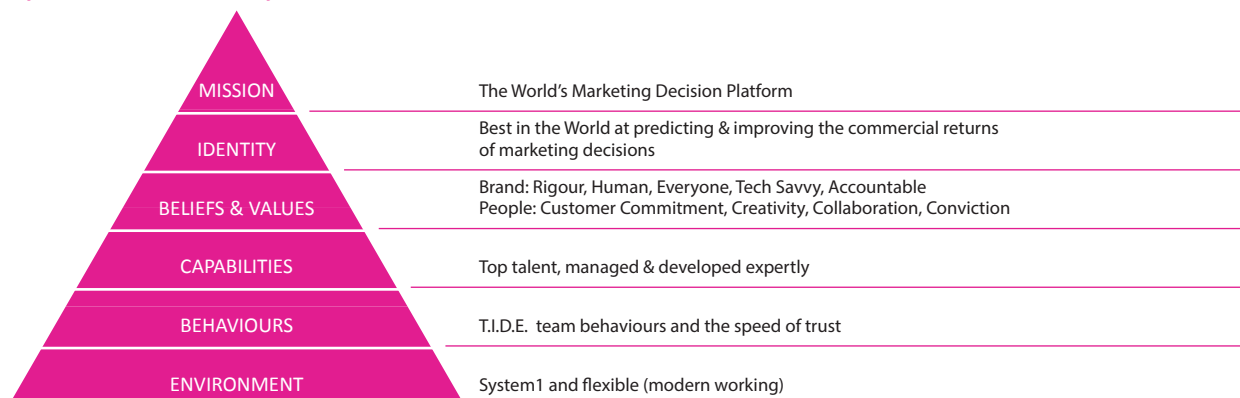 MISSION
The World’s Marketing Decision Platform
IDENTITY
Best in the World at predicting & improving the commercial returns
of marketing decisions
BELIEFS & VALUES
Brand: Rigour, Human, Everyone, Tech Savvy, Accountable
People: Customer Commitment, Creativity, Collaboration, Conviction
CAPABILITIES
Top talent, managed & developed expertly
BEHAVIOURS
T.I.D.E. team behaviours and the speed of trust
ENVIRONMENT
System1 and flexible (modern working)